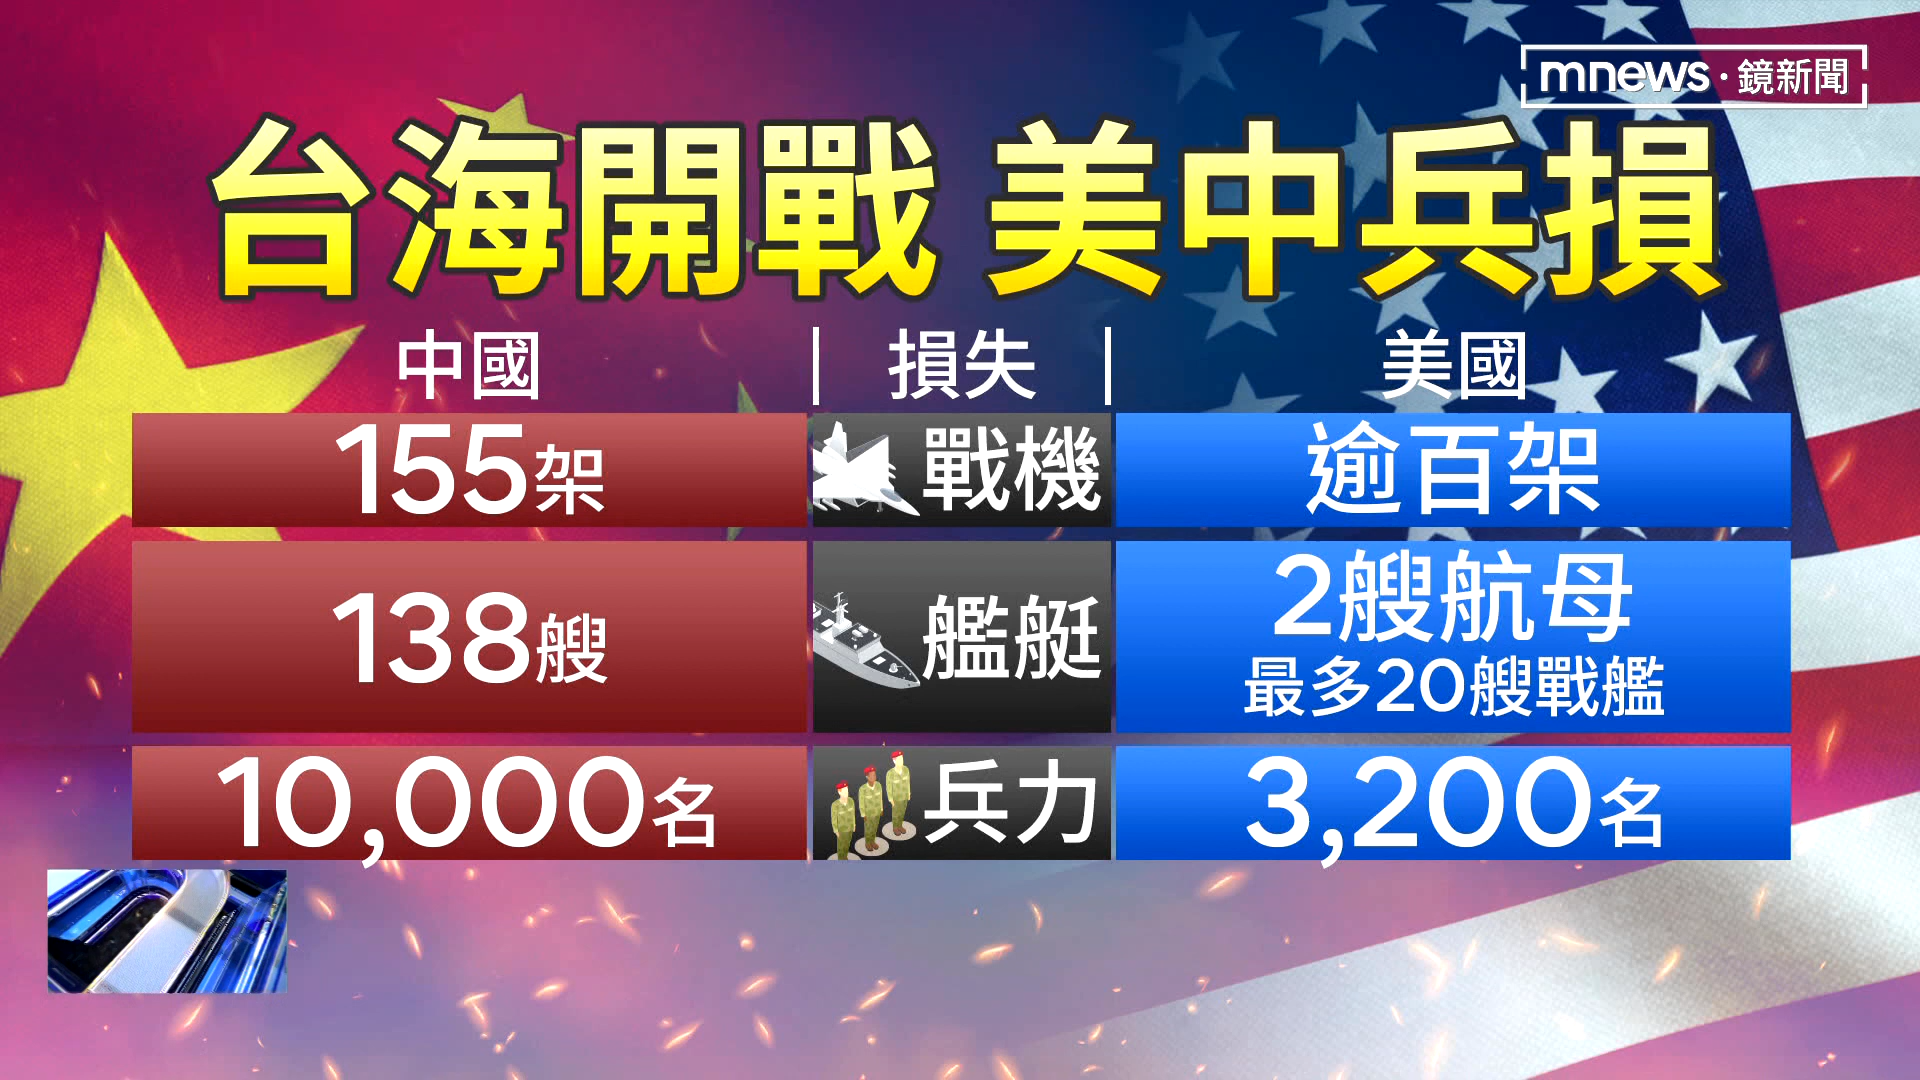 mnews·鏡新聞
台海開戰 美中兵損
中國 損失 美國
155架 戰機 逾百架
138艘 艦艇 2艘航母
最多20艘戰艦
10,000名 兵力 3,200名